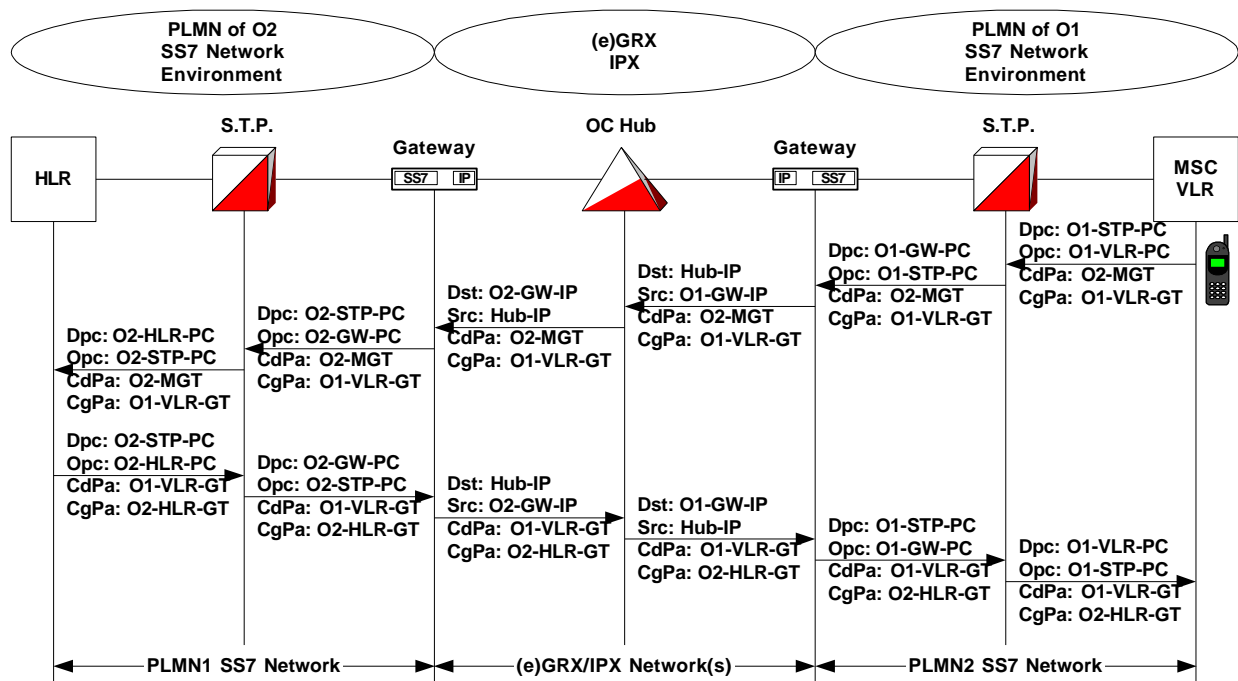 PLMN of O2
SS7 Network
Environment
(e)GRX
IPX
PLMN of O1
SS7 Network
Environment
HLR
S.T.P.
Gateway
SS7 IP
OC Hub
Gateway
IP SS7
S.T.P.
MSC
VLR
Dpc: O1-STP-PC
Opc: O1-VLR-PC
CdPa: O2-MGT
CgPa: O1-VLR-GT
Dpc: O1-GW-PC
Opc: O1-STP-PC
CdPa: O2-MGT
CgPa: O1-VLR-GT
Dst: Hub-IP
Src: O1-GW-IP
CdPa: O2-MGT
CgPa: O1-VLR-GT
Dst: O2-GW-IP
Src: Hub-IP
CdPa: O2-MGT
CgPa: O1-VLR-GT
Dpc: O2-STP-PC
Opc: O2-GW-PC
CdPa: O2-MGT
CgPa: O1-VLR-GT
Dpc: O2-HLR-PC
Opc: O2-STP-PC
CdPa: O2-MGT
CgPa: O1-VLR-GT
Dpc: O2-STP-PC
Opc: O2-HLR-PC
CdPa: O1-VLR-GT
CgPa: O2-HLR-GT
Dpc: O2-GW-PC
Opc: O2-STP-PC
CdPa: O1-VLR-GT
CgPa: O2-HLR-GT
Dst: Hub-IP
Src: O2-GW-IP
CdPa: O1-VLR-GT
CgPa: O2-HLR-GT
Dst: O1-GW-IP
Src: Hub-IP
CdPa: O1-VLR-GT
CgPa: O2-HLR-GT
Dpc: O1-STP-PC
Opc: O1-GW-PC
CdPa: O1-VLR-GT
CgPa: O2-HLR-GT
Dpc: O1-VLR-PC
Opc: O1-STP-PC
CdPa: O1-VLR-GT
CgPa: O2-HLR-GT
PLMN1 SS7 Network
(e)GRX/IPX Network(s)
PLMN2 SS7 Network